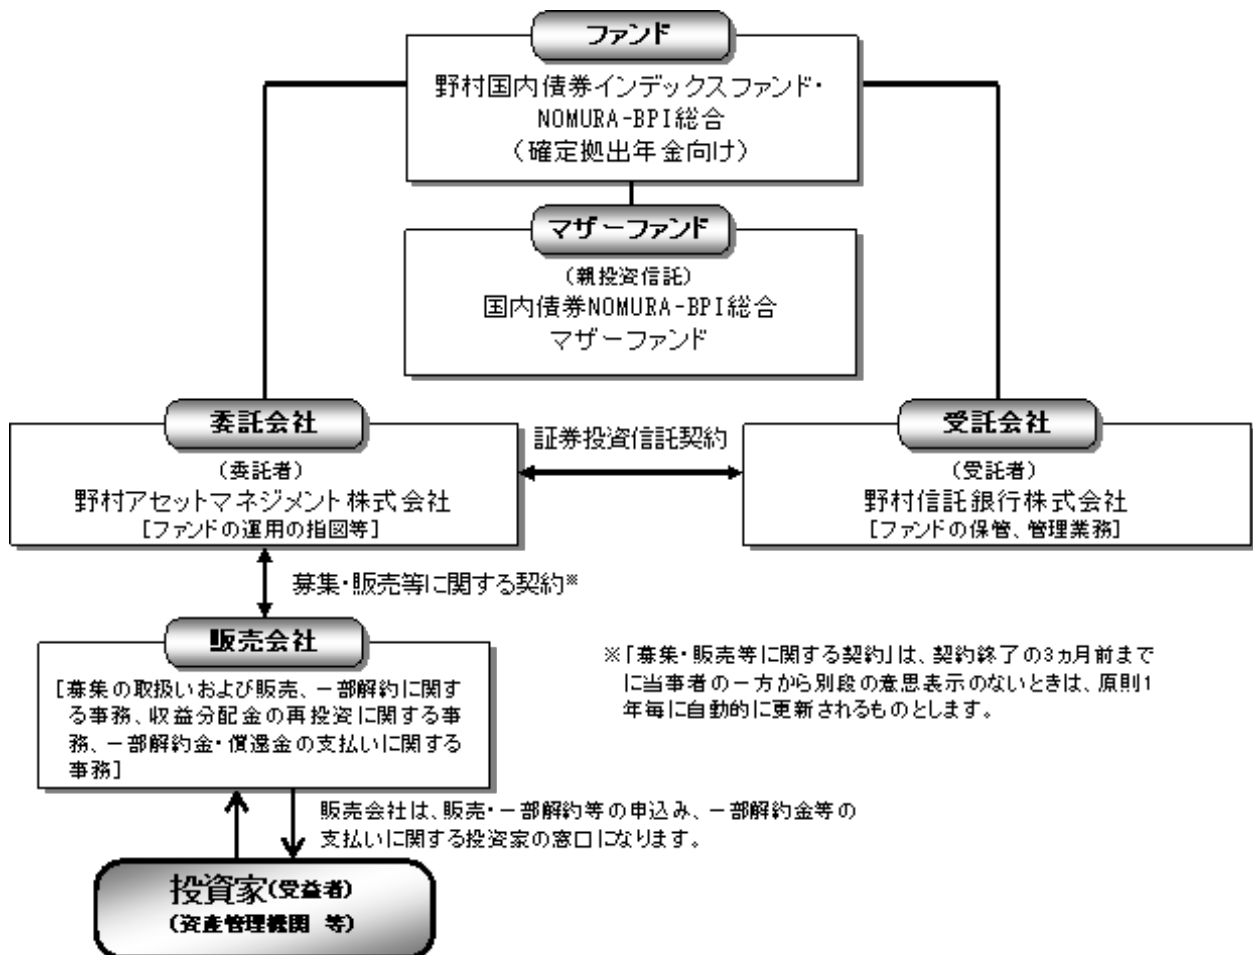 ファンド
野村国内債券インデックスファンド・
NOMURA-BPI総合
（確定拠出年金向け）
マザーファンド
（親投資信託）
国内債券NOMURA-BPI総合
マザーファンド
委託会社
（委託者）
野村アセットマネジメント株式会社
［ファンドの運用の指図等］
証券投資信託契約
受託会社
（受託者）
野村信託銀行株式会社
［ファンドの保管、管理業務］
募集・販売等に関する契約※
販売会社
［募集の取扱いおよび販売、一部解約に関す
る事務、収益分配金の再投資に関する事
務、一部解約金・償還金の支払いに関する
事務］
※「募集・販売等に関する契約」は、契約終了の3ヵ月前まで
に当事者の一方から別段の意思表示のないときは、原則1
年毎に自動的に更新されるものとします。
販売会社は、販売・一部解約等の申込み、一部解約金等の
支払いに関する投資家の窓口になります。
投資家（受益者）
（資産管理機関 等）